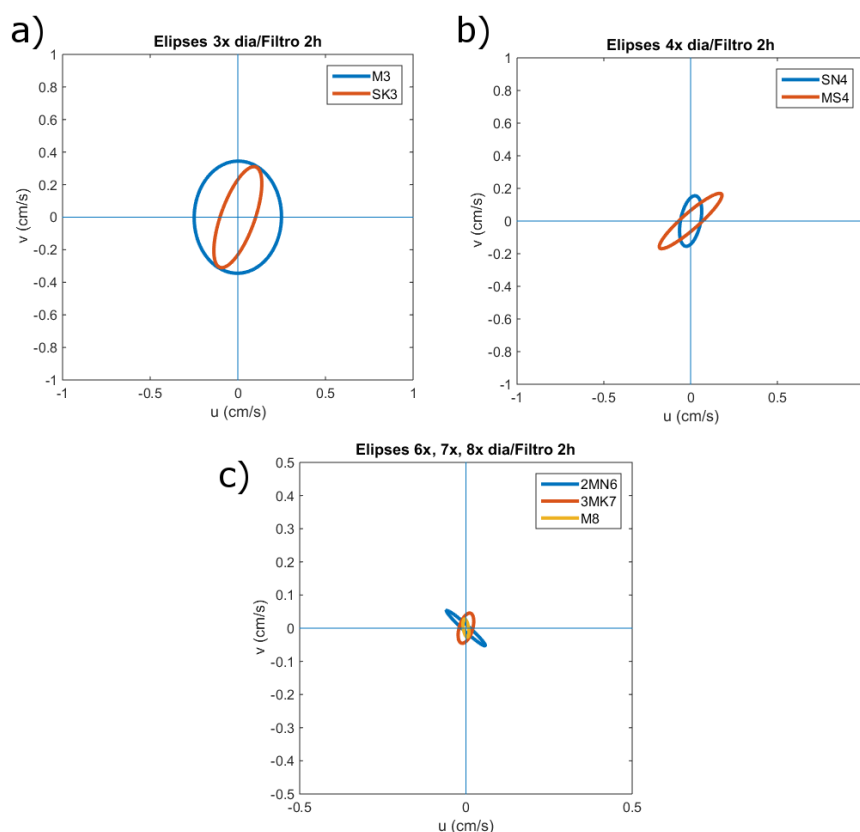 a)
Elipses 3x dia/Filtro 2h
M3
SK3
1
0.8
0.6
0.4
0.2
0
-0.2
-0.4
-0.6
-0.8
-1
v (cm/s)
-1 -0.5 0 0.5 1
u (cm/s)
b)
Elipses 4x dia/Filtro 2h
SN4
MS4
1
0.8
0.6
0.4
0.2
0
-0.2
-0.4
-0.6
-0.8
-1
v (cm/s)
-1 -0.5 0 0.5
u (cm/s)
c)
Elipses 6x, 7x, 8x dia/Filtro 2h
2MN6
3MK7
M8
0.5
0.4
0.3
0.2
0.1
0
-0.1
-0.2
-0.3
-0.4
-0.5
v (cm/s)
-0.5 0 0.5
u (cm/s)